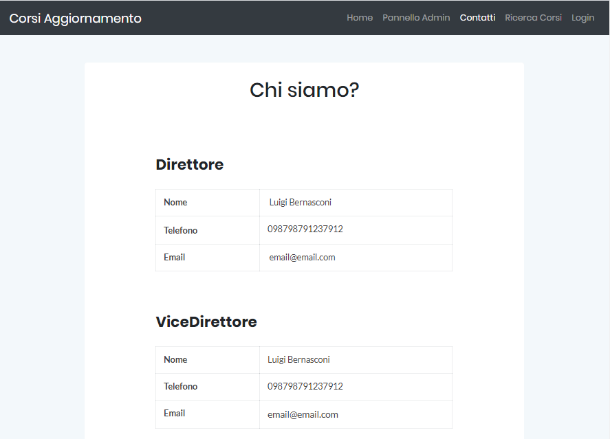 Corsi Aggiornamento Home Pannello Admin Contatti Ricerca Corsi Login
Chi siamo?
Direttore
Nome Luigi Bernasconi
Telefono 098798791237912
Email email@email.com
ViceDirettore
Nome Luigi Bernasconi
Telefono 098798791237912
Email email@email.com